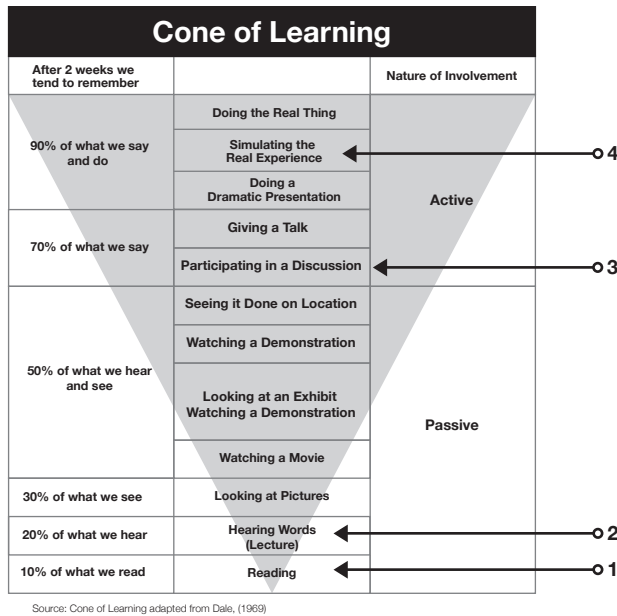 Cone of Learning
After 2 weeks we
tend to remember
Nature of Involvement
90% of what we say
and do
Doing the Real Thing
Simulating the
Real Experience
4
Doing a
Dramatic Presentation
Active
70% of what we say
Giving a Talk
Participating in a Discussion
3
50% of what we hear
and see
Seeing it Done on Location
Watching a Demonstration
Looking at an Exhibit
Watching a Demonstration
Watching a Movie
Passive
30% of what we see
Looking at Pictures
20% of what we hear
Hearing Words
(Lecture)
2
10% of what we read
Reading
1
Source: Cone of Learning adapted from Dale, (1969)